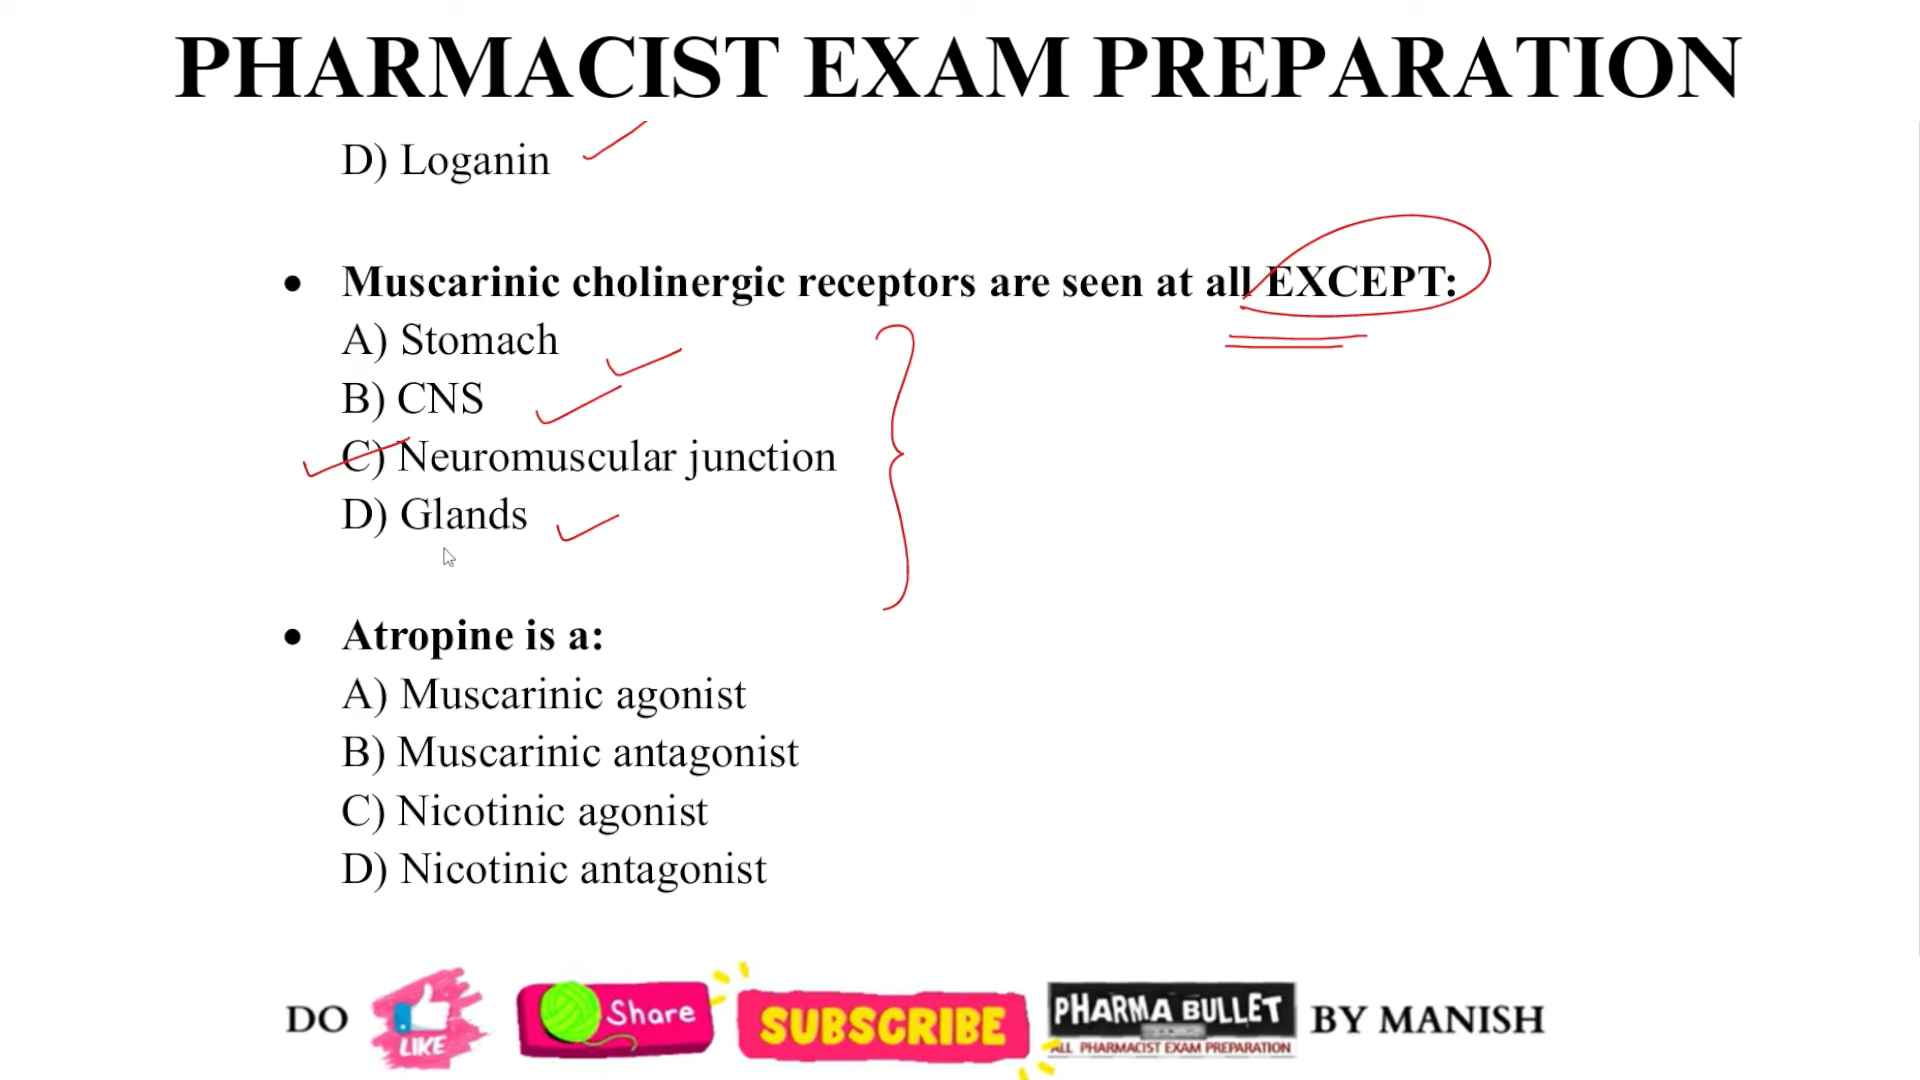 PHARMACIST EXAM PREPARATION
D) Loganin
• Muscarinic cholinergic receptors are seen at all EXCEPT:
A) Stomach
B) CNS
C) Neuromuscular junction
D) Glands
• Atropine is a:
A) Muscarinic agonist
B) Muscarinic antagonist
C) Nicotinic agonist
D) Nicotinic antagonist
DO LIKE Share SUBSCRIBE PHARMA BULLET BY MANISH
ALL PHARMACIST EXAM PREPARATION